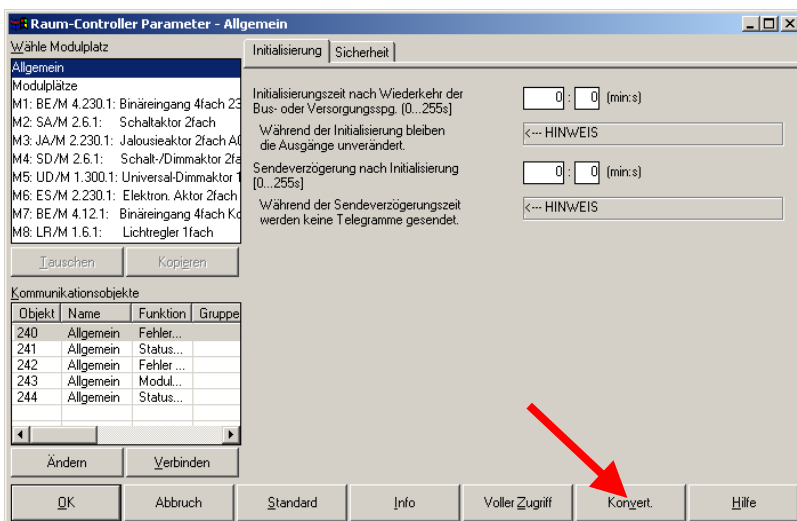 Raum-Controller Parameter - Allgemein
Wähle Modulplatz
Allgemein
Modulplätze
M1: BE/M 4.230.1: Binäreingang 4fach 23
M2: SA/M 2.6.1: Schaltaktor 2fach
M3: JA/M 2.230.1: Jalousieaktor 2fach A0
M4: SD/M 2.6.1: Schalt-/Dimmaktor 2fa
M5: UD/M 1.300.1: Universal-Dimmaktor 1
M6: ES/M 2.230.1: Elektron. Aktor 2fach
M7: BE/M 4.12.1: Binäreingang 4fach Ko
M8: LR/M 1.6.1: Lichtregler 1fach
Tauschen Kopieren
Kommunikationsobjekte
Objekt Name Funktion Gruppe
240 Allgemein Fehler...
241 Allgemein Status...
242 Allgemein Fehler ...
243 Allgemein Modul...
244 Allgemein Status...
Ändern Verbinden
Initialisierung Sicherheit
Initialisierungszeit nach Wiederkehr der
Bus- oder Versorgungsspg. (0...255s) 0 : 0 (min:s)
Während der Initialisierung bleiben
die Ausgänge unverändert. <--- HINWEIS
Sendeverzögerung nach Initialisierung
[0...255s] 0 : 0 (min:s)
Während der Sendeverzögerungszeit
werden keine Telegramme gesendet. <--- HINWEIS
OK Abbruch Standard Info Voller Zugriff Konvert. Hilfe